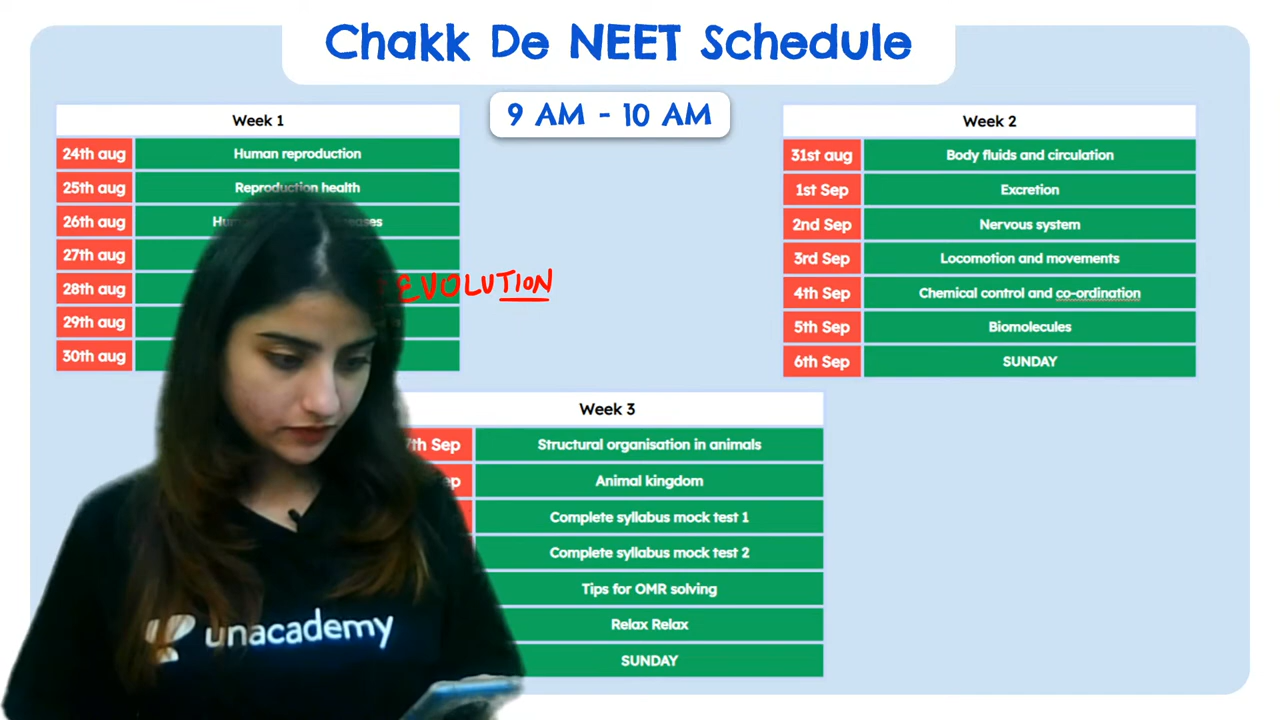 Chakk De NEET Schedule
9 AM - 10 AM
Week 1
24th aug Human reproduction
25th aug Reproduction health
26th aug
27th aug
28th aug EVOLUTION
29th aug
30th aug
Week 2
31st aug Body fluids and circulation
1st Sep Excretion
2nd Sep Nervous system
3rd Sep Locomotion and movements
4th Sep Chemical control and co-ordination
5th Sep Biomolecules
6th Sep SUNDAY
Week 3
7th Sep Structural organisation in animals
Animal kingdom
Complete syllabus mock test 1
Complete syllabus mock test 2
Tips for OMR solving
Relax Relax
SUNDAY
unacademy